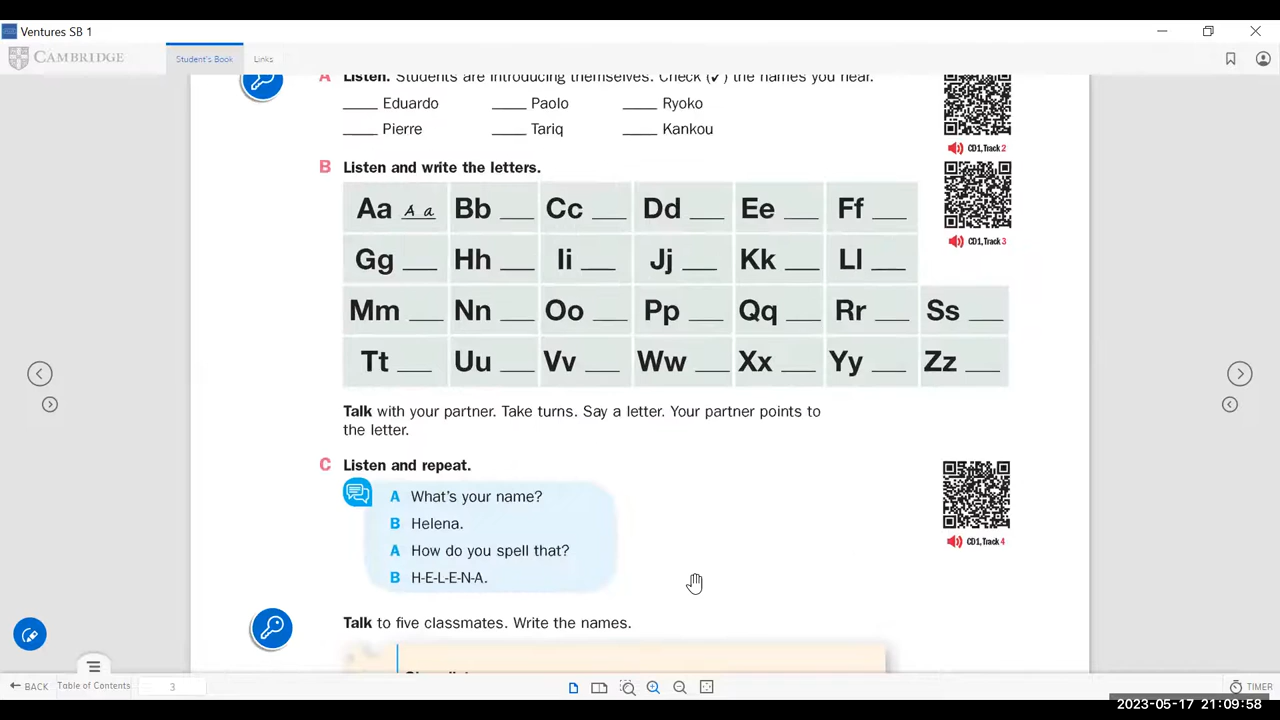 Ventures SB 1
CAMBRIDGE
Student's Book
Links
A Listen. Students are introducing themselves. Check (✓) the names you hear.
____ Eduardo ____ Paolo ____ Ryoko
____ Pierre ____ Tariq ____ Kankou
CD1, Track 2
B Listen and write the letters.
Aa A a Bb ___ Cc ___ Dd ___ Ee ___ Ff ___
Gg ___ Hh ___ Ii ___ Jj ___ Kk ___ Ll ___
CD1, Track 3
Mm ___ Nn ___ Oo ___ Pp ___ Qq ___ Rr ___ Ss ___
Tt ___ Uu ___ Vv ___ Ww ___ Xx ___ Yy ___ Zz ___
Talk with your partner. Take turns. Say a letter. Your partner points to
the letter.
C Listen and repeat.
A What's your name?
B Helena.
A How do you spell that?
B H-E-L-E-N-A.
CD1, Track 4
Talk to five classmates. Write the names.
BACK
Table of Contents
3
TIMER
2023-05-17 21:09:58